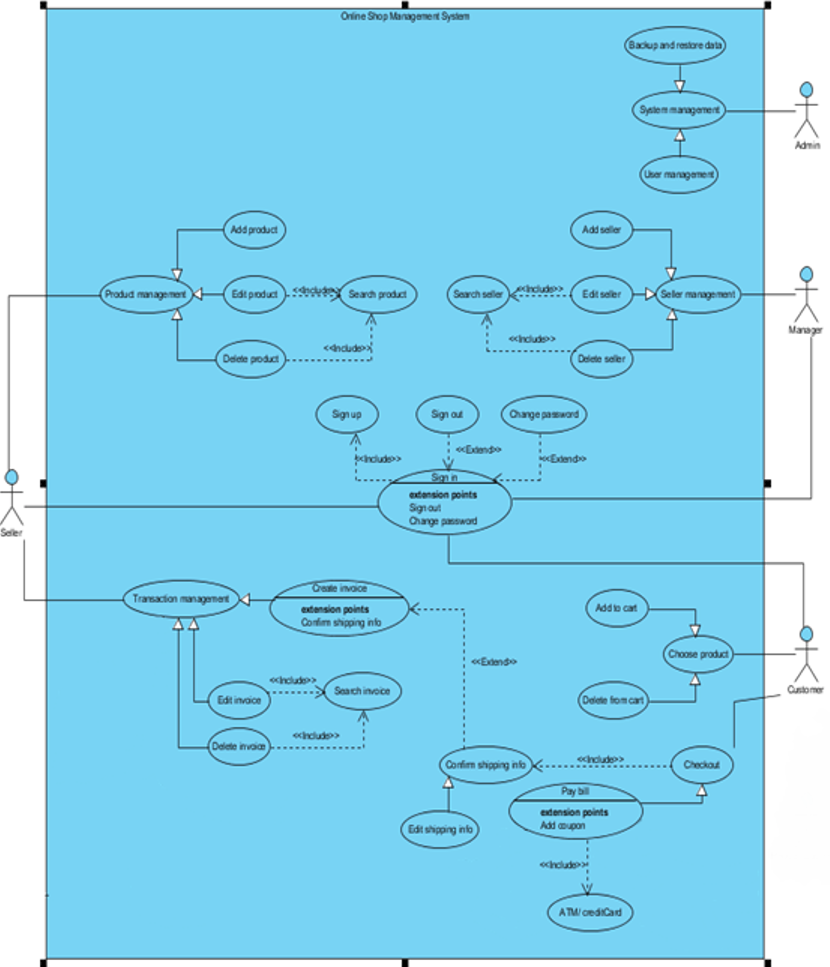 Online Shop Management System
Backup and restore data
System management
Admin
User management
Add product
Add seller
Product management
Edit product
<<Include>>
Search product
Search seller
<<Include>>
Edit seller
Seller management
Manager
<<Include>>
<<Include>>
Delete product
Delete seller
Sign up
Sign out
Change password
<<Include>>
<<Extend>>
<<Extend>>
Sign in
extension points
Sign out
Change password
Seller
Transaction management
Create invoice
extension points
Confirm shipping info
Add to cart
Choose product
<<Extend>>
<<Include>>
Search invoice
Customer
Edit invoice
Delete from cart
<<Include>>
Delete invoice
Confirm shipping info
<<Include>>
Checkout
Pay bill
extension points
Add coupon
Edit shipping info
<<Include>>
ATM/ creditCard